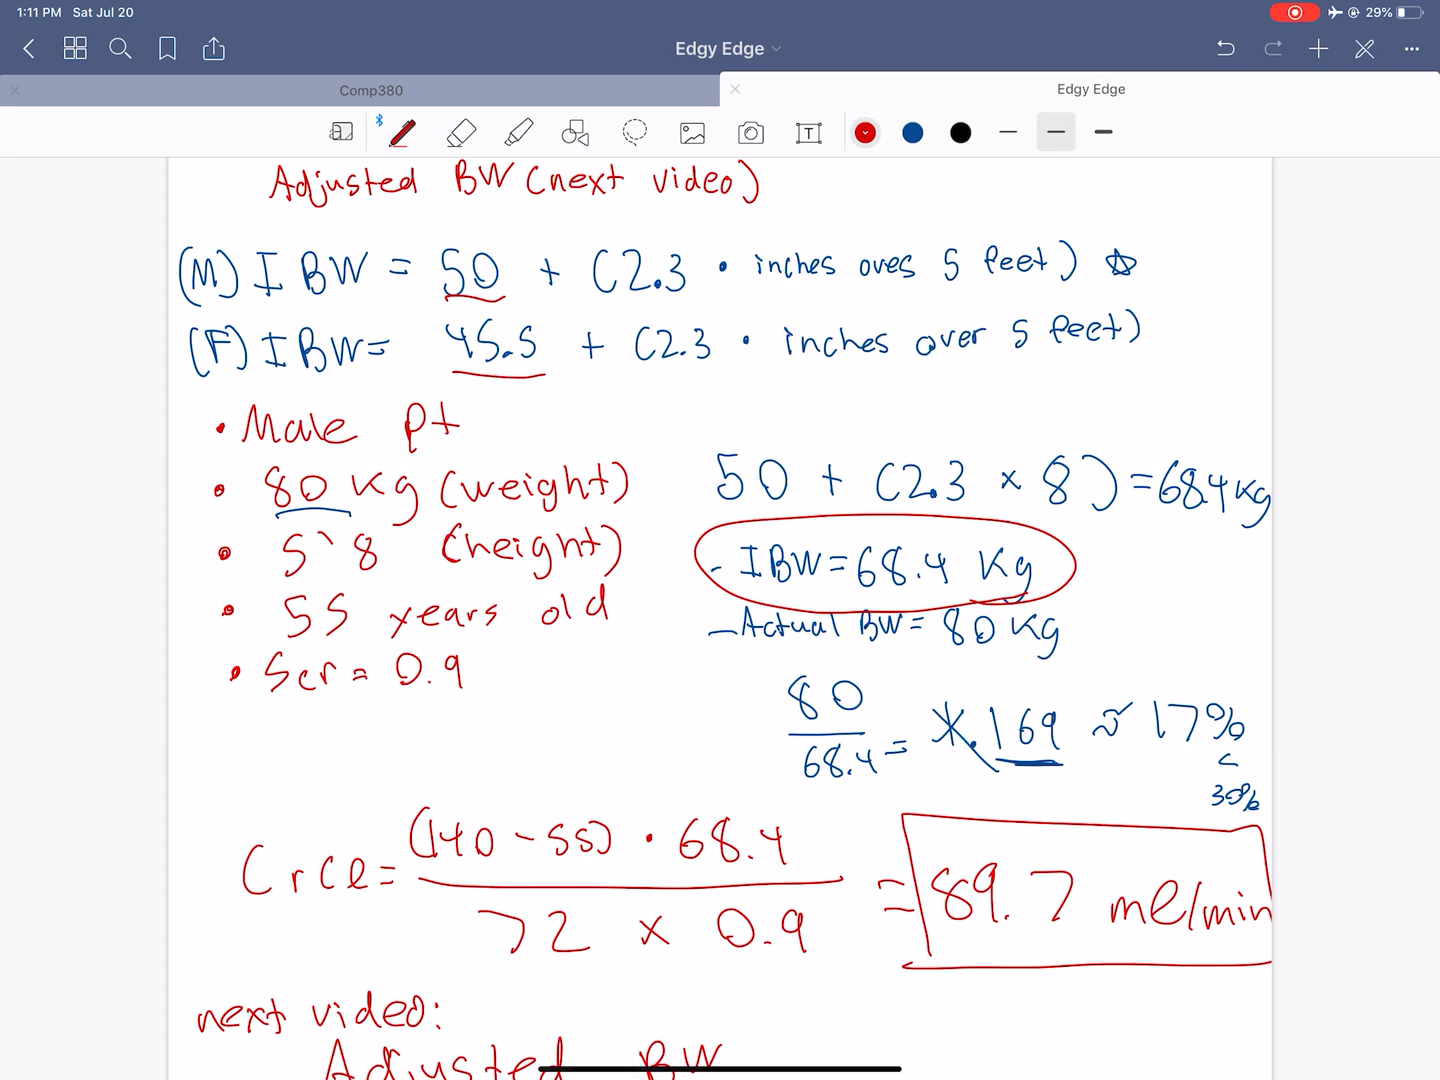 1:11 PM Sat Jul 20
29%
Edgy Edge
Comp380
Edgy Edge
T
Adjusted BW (next video)
(M) IBW = 50 + (2.3 • inches over 5 feet) ☆
(F) IBW = 45.5 + (2.3 • inches over 5 feet)
• Male pt
• 80 kg (weight)
• 5`8 (height)
• 55 years old
• Scr = 0.9
50 + (2.3 × 8) = 68.4 kg
- IBW = 68.4 Kg
- Actual BW = 80 kg
80
68.4 = .169 ≈ 17%
<
30%
(140 - 55) • 68.4
CrCl = = 89.7 ml/min
72 × 0.9
next video:
Adjusted BW